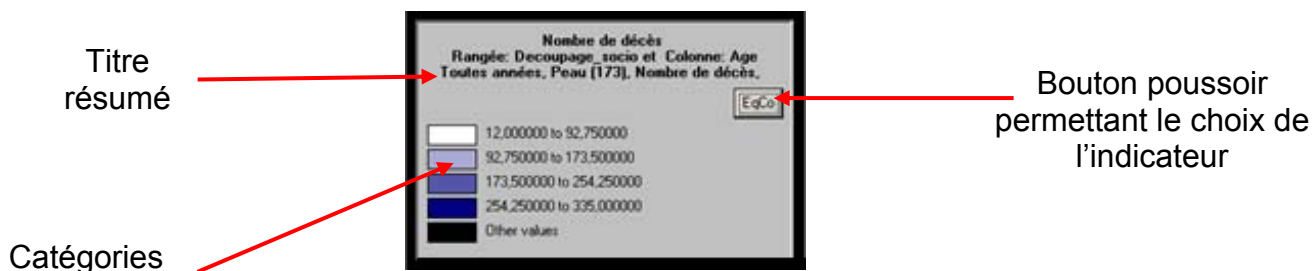 Titre
résumé
Nombre de décès
Rangée: Decoupage_socio et Colonne: Age
Toutes années, Peau [173], Nombre de décès,
EqCo
Bouton poussoir
permettant le choix de
l'indicateur
12,000000 to 92,750000
92,750000 to 173,500000
173,500000 to 254,250000
254,250000 to 335,000000
Other values
Catégories